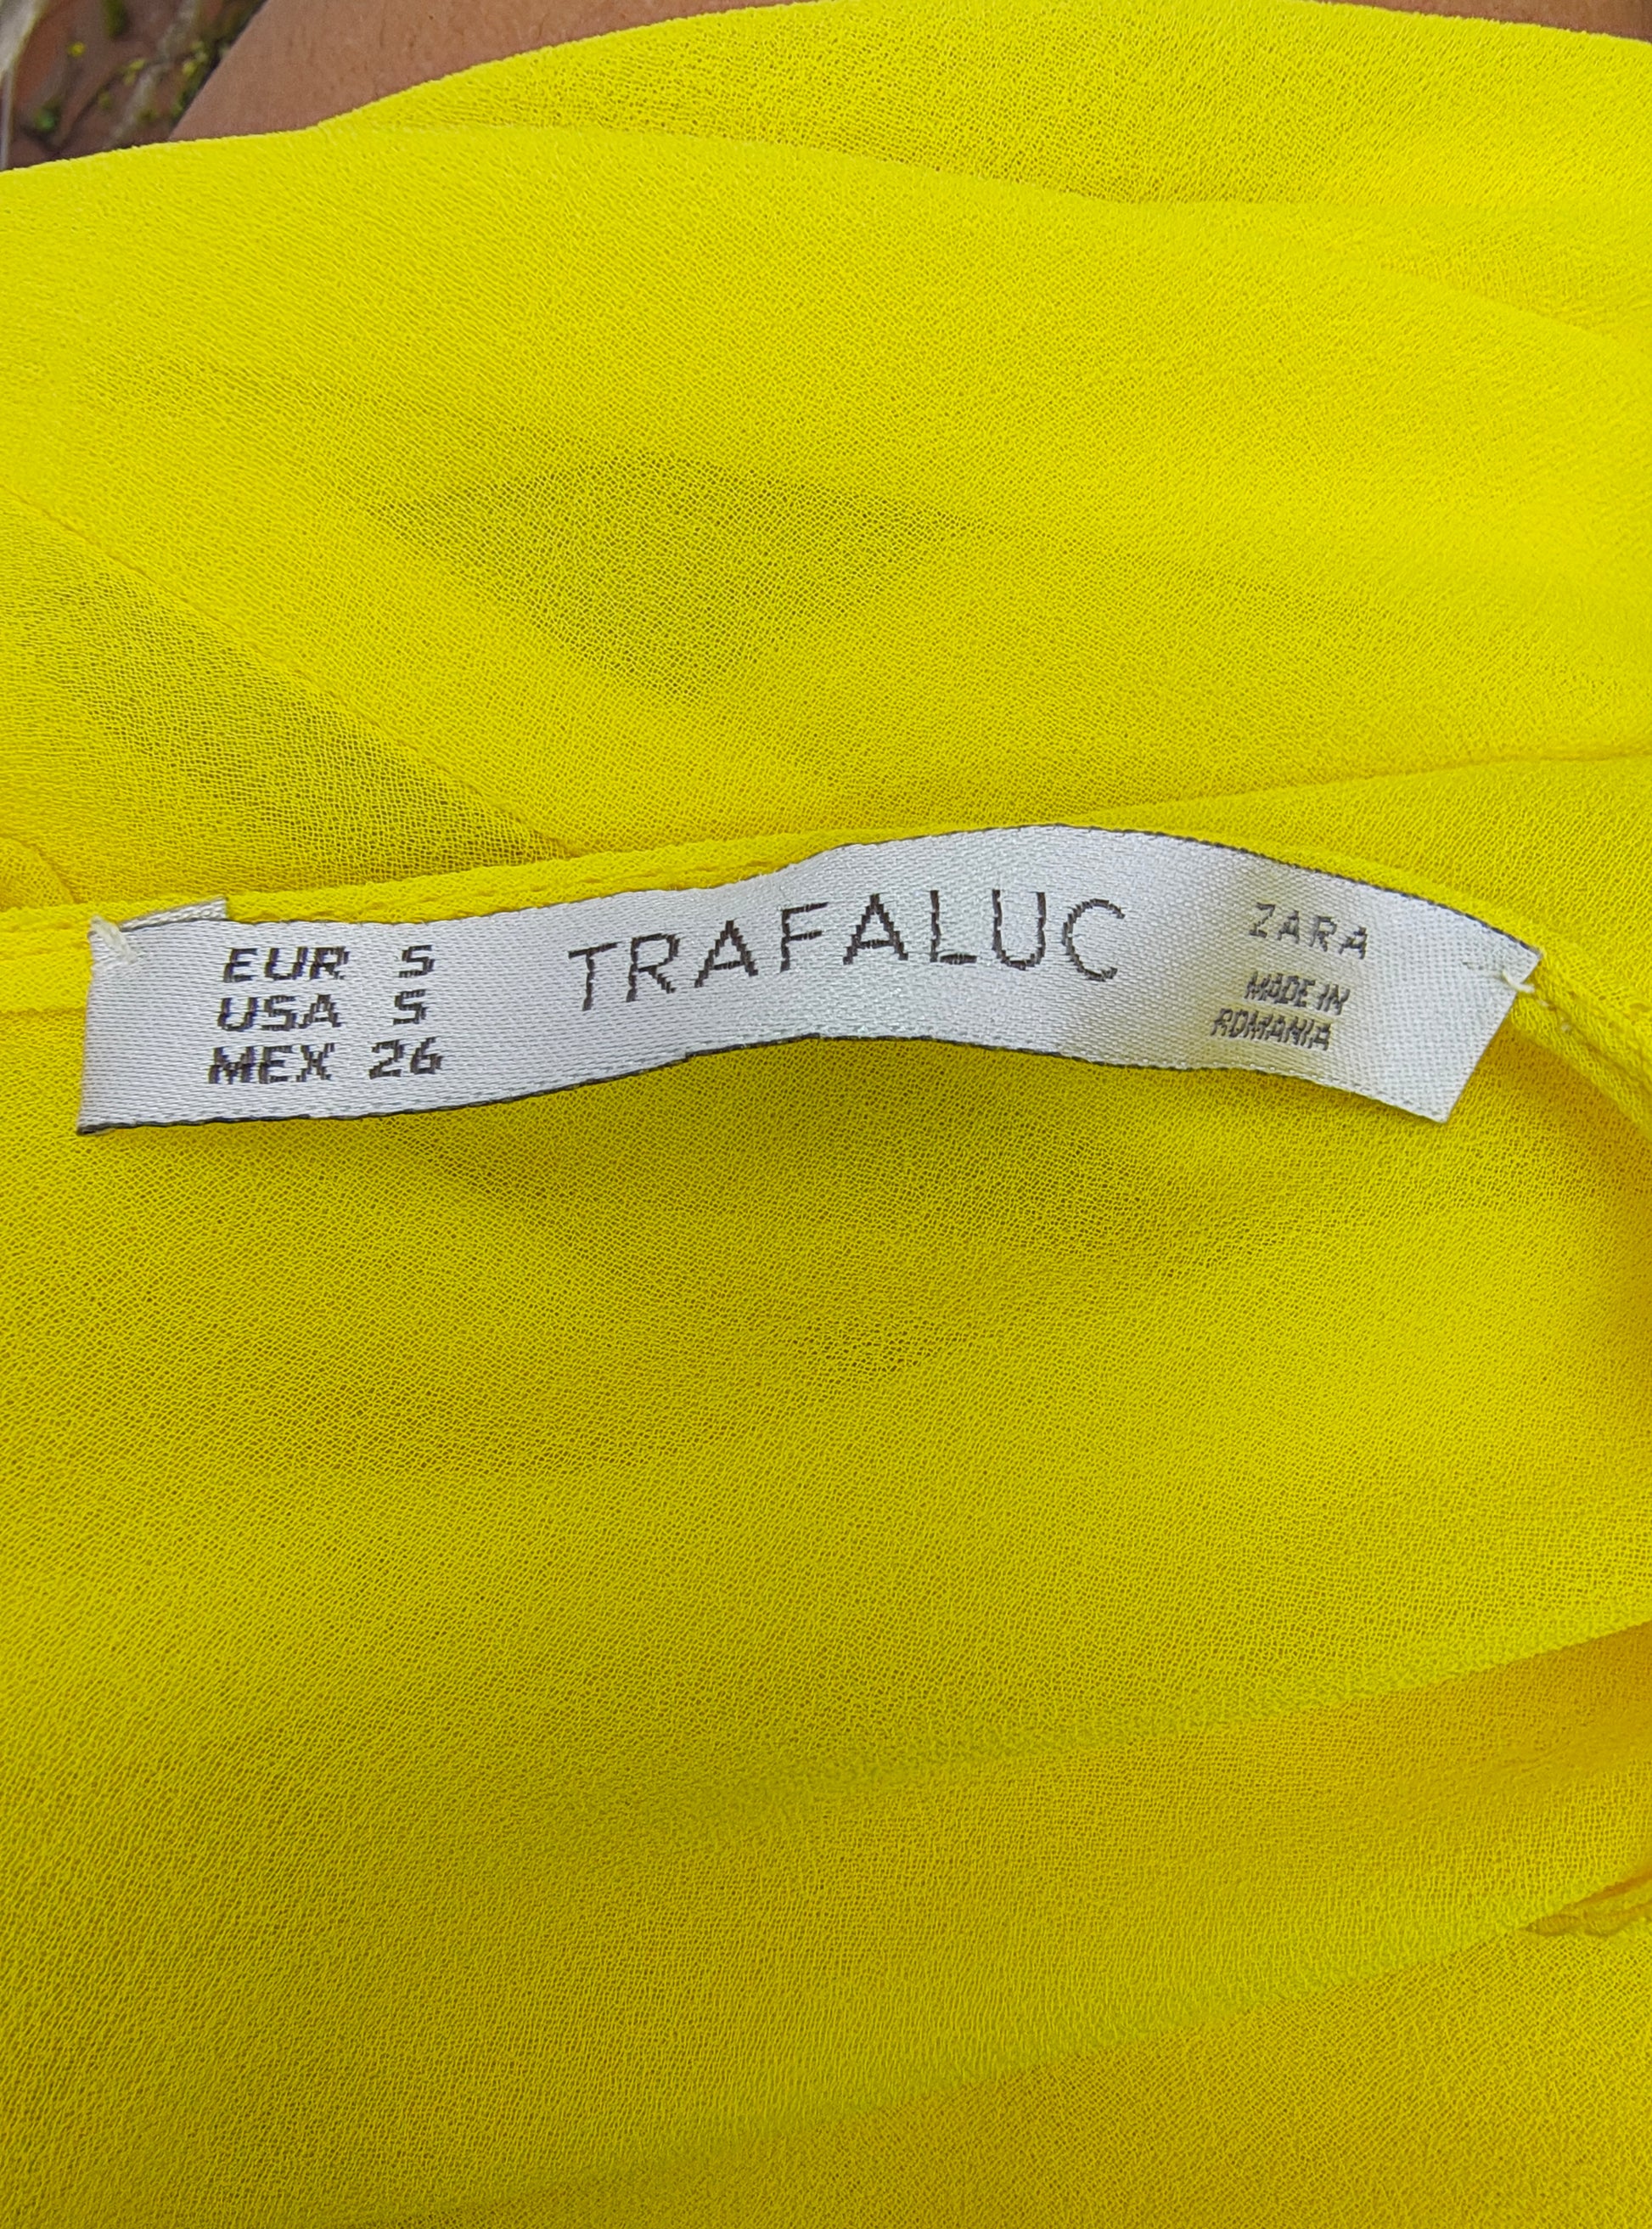 EUR S
USA S
MEX 26
TRAFALUC
ZARA
MADE IN
ROMANIA